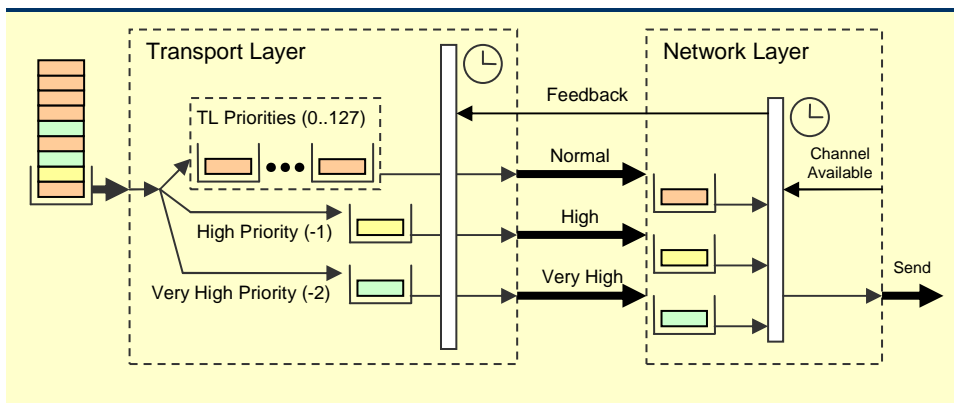 Transport Layer
Network Layer
Feedback
TL Priorities (0..127)
Normal
Channel
Available
High Priority (-1)
High
Very High Priority (-2)
Very High
Send